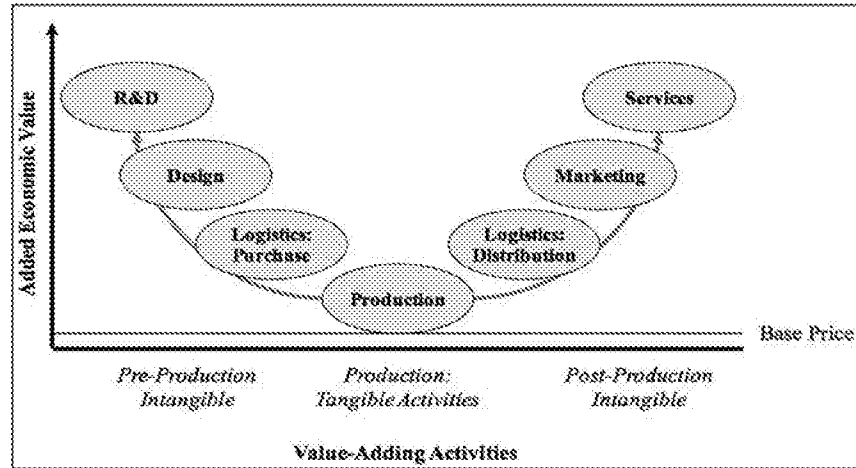 Added Economic Value
R&D
Services
Design
Marketing
Logistics:
Purchase
Logistics:
Distribution
Production
Base Price
Pre-Production
Intangible
Production:
Tangible Activities
Post-Production
Intangible
Value-Adding Activities